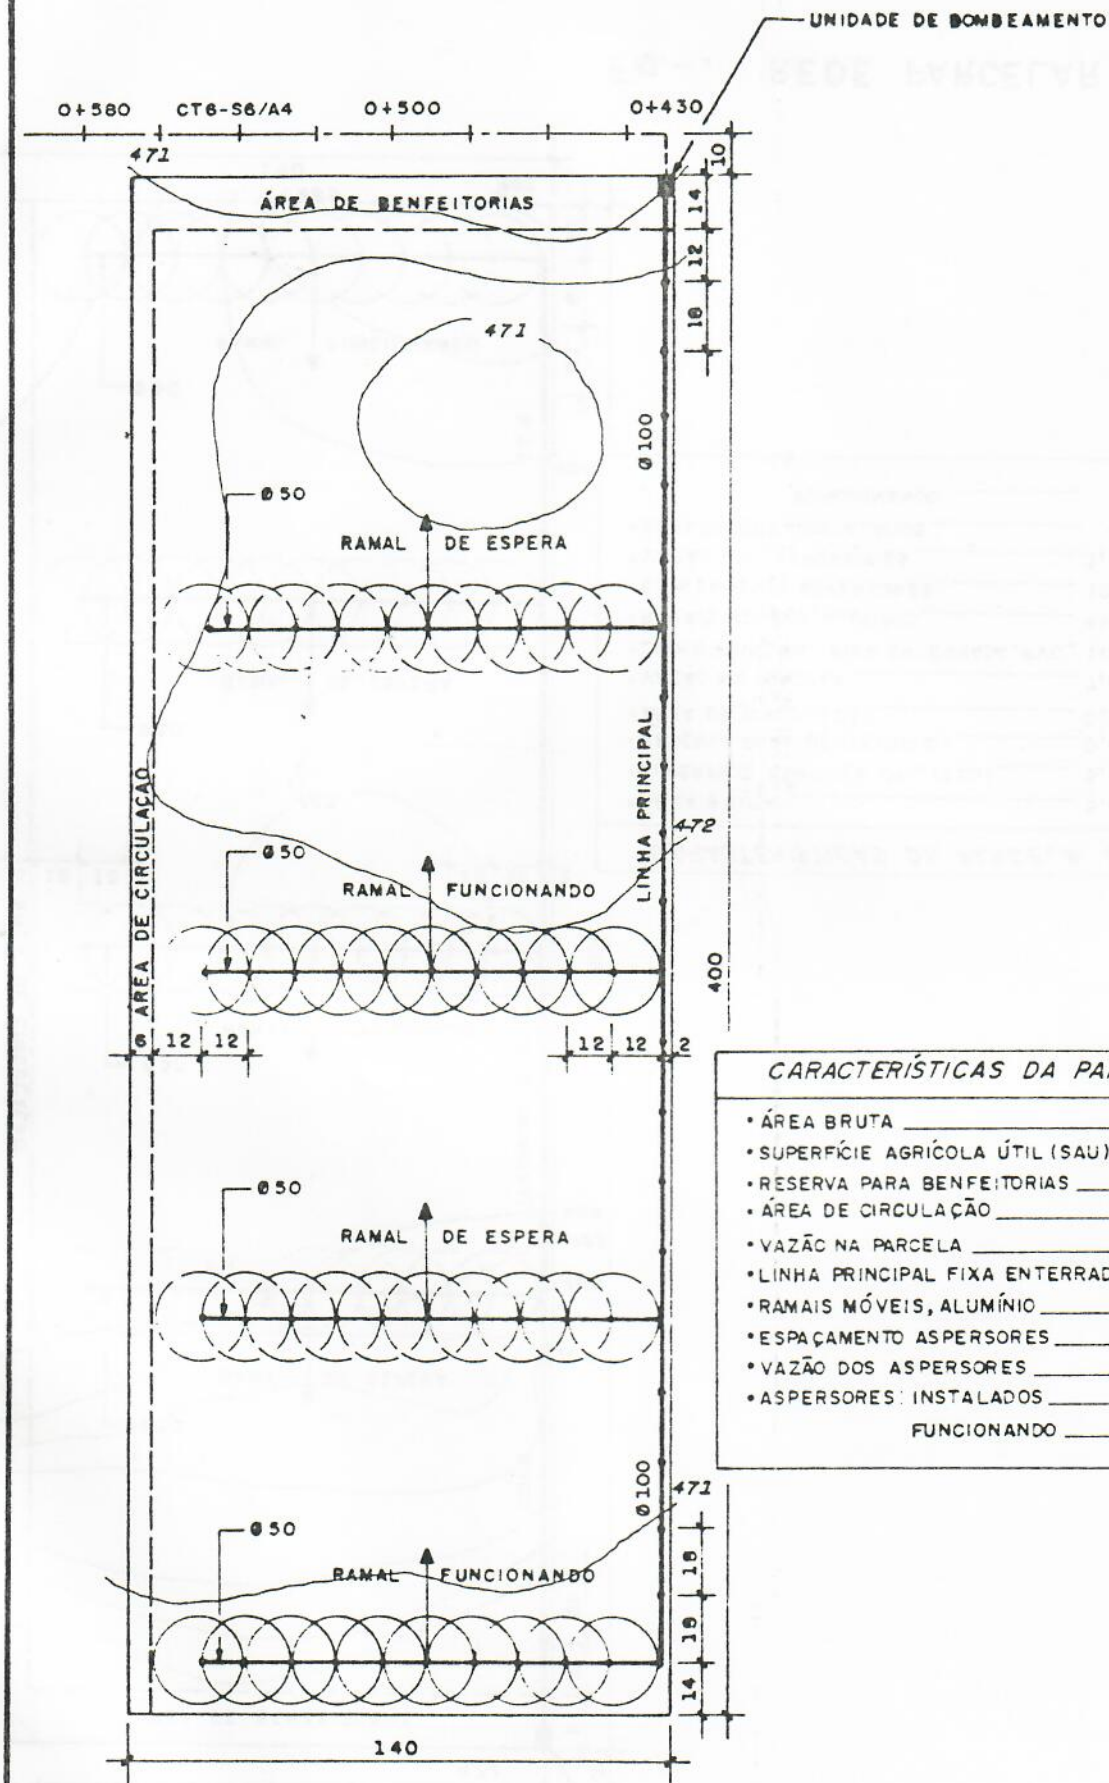 UNIDADE DE BOMBEAMENTO
0+580 CT6-S6/A4 0+500 0+430
471
10
ÁREA DE BENFEITORIAS
14
12
18
471
Ø100
Ø50
RAMAL DE ESPERA
LINHA PRINCIPAL
ÁREA DE CIRCULAÇÃO
472
Ø50
RAMAL FUNCIONANDO
400
6 12 12 12 12 2
CARACTERÍSTICAS DA PA
• ÁREA BRUTA
• SUPERFÍCIE AGRÍCOLA ÚTIL (SAU)
• RESERVA PARA BENFEITORIAS
• ÁREA DE CIRCULAÇÃO
• VAZÃO NA PARCELA
• LINHA PRINCIPAL FIXA ENTERRAD
• RAMAIS MÓVEIS, ALUMÍNIO
• ESPAÇAMENTO ASPERSORES
• VAZÃO DOS ASPERSORES
• ASPERSORES: INSTALADOS
FUNCIONANDO
Ø50
RAMAL DE ESPERA
Ø100
471
Ø50
RAMAL FUNCIONANDO
18
18
14
140